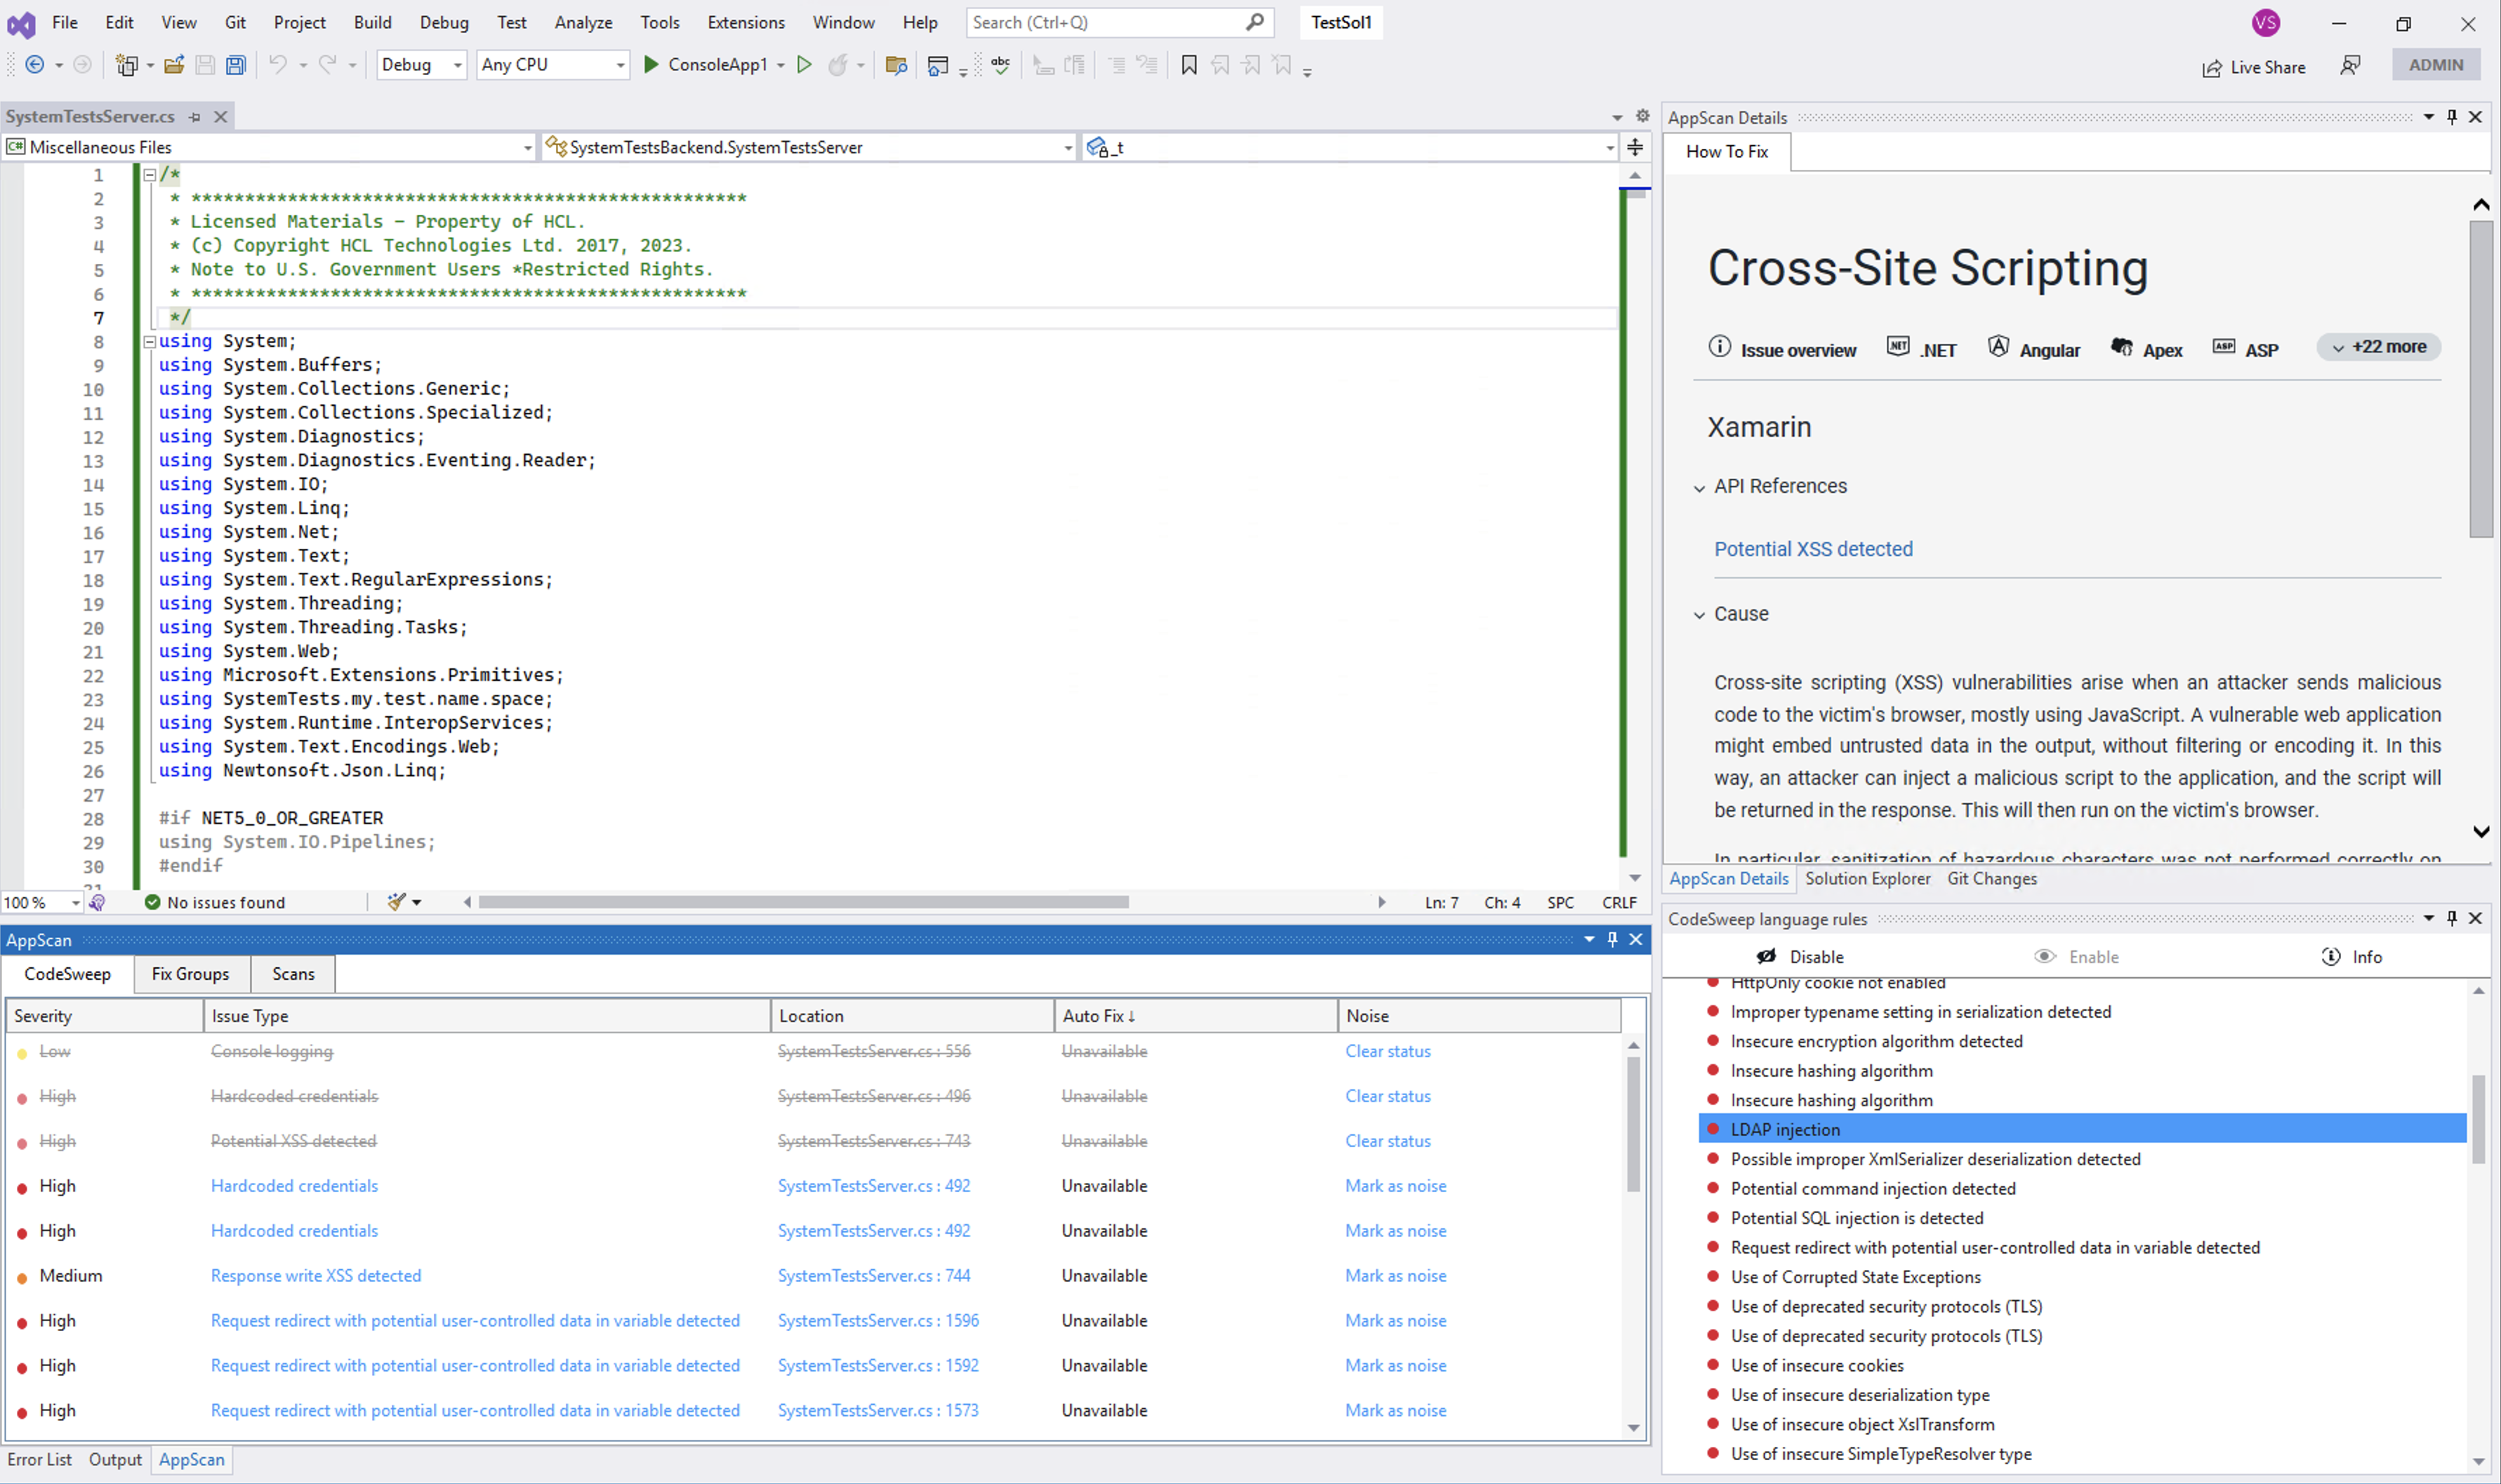 File Edit View Git Project Build Debug Test Analyze Tools Extensions Window Help Search (Ctrl+Q) TestSol1 VS
Debug Any CPU ConsoleApp1 abc Live Share ADMIN
SystemTestsServer.cs
C# Miscellaneous Files SystemTestsBackend.SystemTestsServer _t
1 /*
2 * ****************************************************
3 * Licensed Materials – Property of HCL.
4 * (c) Copyright HCL Technologies Ltd. 2017, 2023.
5 * Note to U.S. Government Users *Restricted Rights.
6 * ****************************************************
7 */
8 using System;
9 using System.Buffers;
10 using System.Collections.Generic;
11 using System.Collections.Specialized;
12 using System.Diagnostics;
13 using System.Diagnostics.Eventing.Reader;
14 using System.IO;
15 using System.Linq;
16 using System.Net;
17 using System.Text;
18 using System.Text.RegularExpressions;
19 using System.Threading;
20 using System.Threading.Tasks;
21 using System.Web;
22 using Microsoft.Extensions.Primitives;
23 using SystemTests.my.test.name.space;
24 using System.Runtime.InteropServices;
25 using System.Text.Encodings.Web;
26 using Newtonsoft.Json.Linq;
27
28 #if NET5_0_OR_GREATER
29 using System.IO.Pipelines;
30 #endif
31
100 % No issues found Ln: 7 Ch: 4 SPC CRLF
AppScan
CodeSweep Fix Groups Scans
Severity Issue Type Location Auto Fix↓ Noise
Low Console logging SystemTestsServer.cs : 556 Unavailable Clear status
High Hardcoded credentials SystemTestsServer.cs : 496 Unavailable Clear status
High Potential XSS detected SystemTestsServer.cs : 743 Unavailable Clear status
High Hardcoded credentials SystemTestsServer.cs : 492 Unavailable Mark as noise
High Hardcoded credentials SystemTestsServer.cs : 492 Unavailable Mark as noise
Medium Response write XSS detected SystemTestsServer.cs : 744 Unavailable Mark as noise
High Request redirect with potential user-controlled data in variable detected SystemTestsServer.cs : 1596 Unavailable Mark as noise
High Request redirect with potential user-controlled data in variable detected SystemTestsServer.cs : 1592 Unavailable Mark as noise
High Request redirect with potential user-controlled data in variable detected SystemTestsServer.cs : 1573 Unavailable Mark as noise
Error List Output AppScan
AppScan Details
How To Fix
Cross-Site Scripting
Issue overview .NET .NET Angular Apex ASP ASP +22 more
Xamarin
API References
Potential XSS detected
Cause
Cross-site scripting (XSS) vulnerabilities arise when an attacker sends malicious
code to the victim's browser, mostly using JavaScript. A vulnerable web application
might embed untrusted data in the output, without filtering or encoding it. In this
way, an attacker can inject a malicious script to the application, and the script will
be returned in the response. This will then run on the victim's browser.
In particular, sanitization of hazardous characters was not performed correctly on
AppScan Details Solution Explorer Git Changes
CodeSweep language rules
Disable Enable Info
HttpOnly cookie not enabled
Improper typename setting in serialization detected
Insecure encryption algorithm detected
Insecure hashing algorithm
Insecure hashing algorithm
LDAP injection
Possible improper XmlSerializer deserialization detected
Potential command injection detected
Potential SQL injection is detected
Request redirect with potential user-controlled data in variable detected
Use of Corrupted State Exceptions
Use of deprecated security protocols (TLS)
Use of deprecated security protocols (TLS)
Use of insecure cookies
Use of insecure deserialization type
Use of insecure object XslTransform
Use of insecure SimpleTypeResolver type